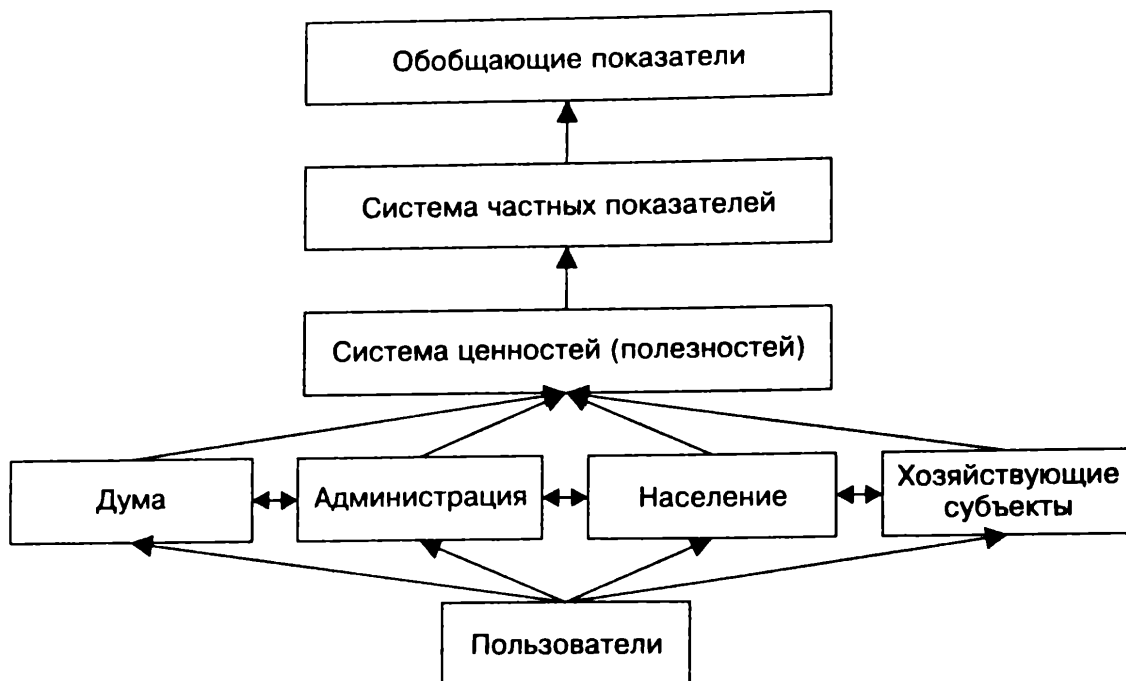 Обобщающие показатели
Система частных показателей
Система ценностей (полезностей)
Дума
Администрация
Население
Хозяйствующие
субъекты
Пользователи